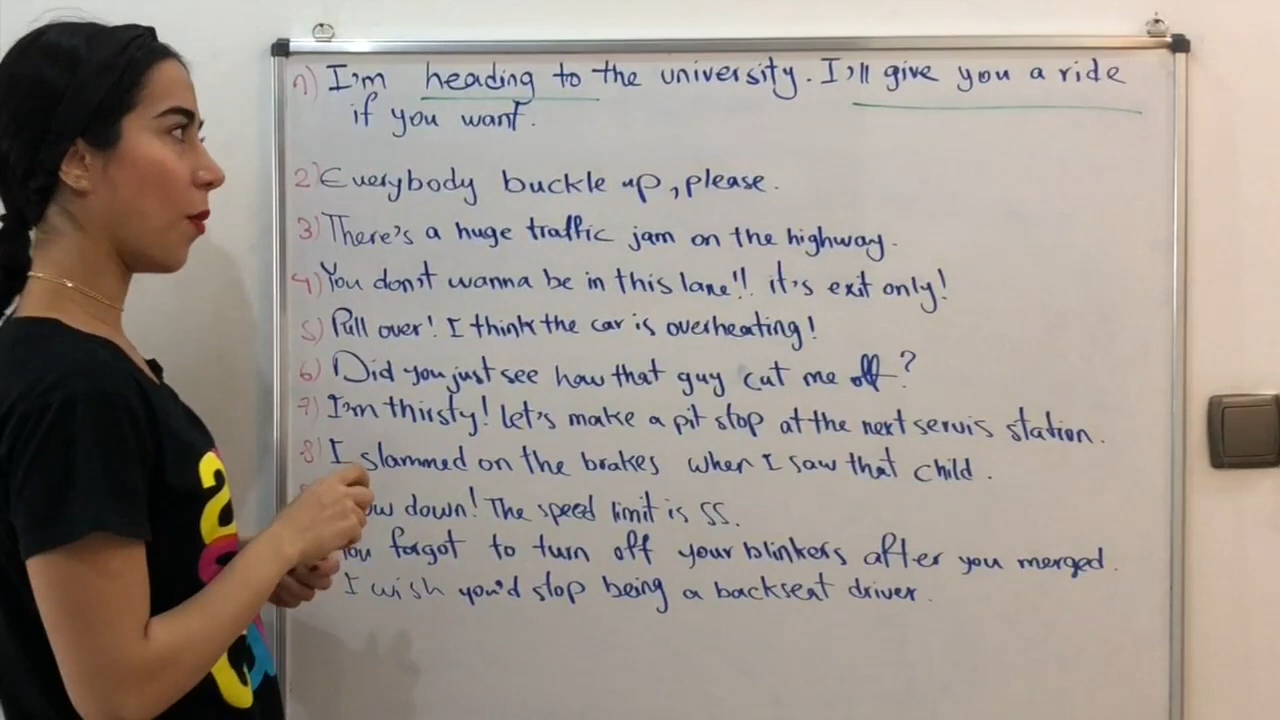 1) I'm heading to the university. I'll give you a ride
if you want.
2) Everybody buckle up, please.
3) There's a huge traffic jam on the highway.
4) You don't wanna be in this lane!! it's exit only!
5) Pull over! I think the car is overheating!
6) Did you just see how that guy cut me off?
7) I'm thirsty! let's make a pit stop at the next servis station.
8) I slammed on the brakes when I saw that child.
down! The speed limit is 55.
You forgot to turn off your blinkers after you merged.
I wish you'd stop being a backseat driver.